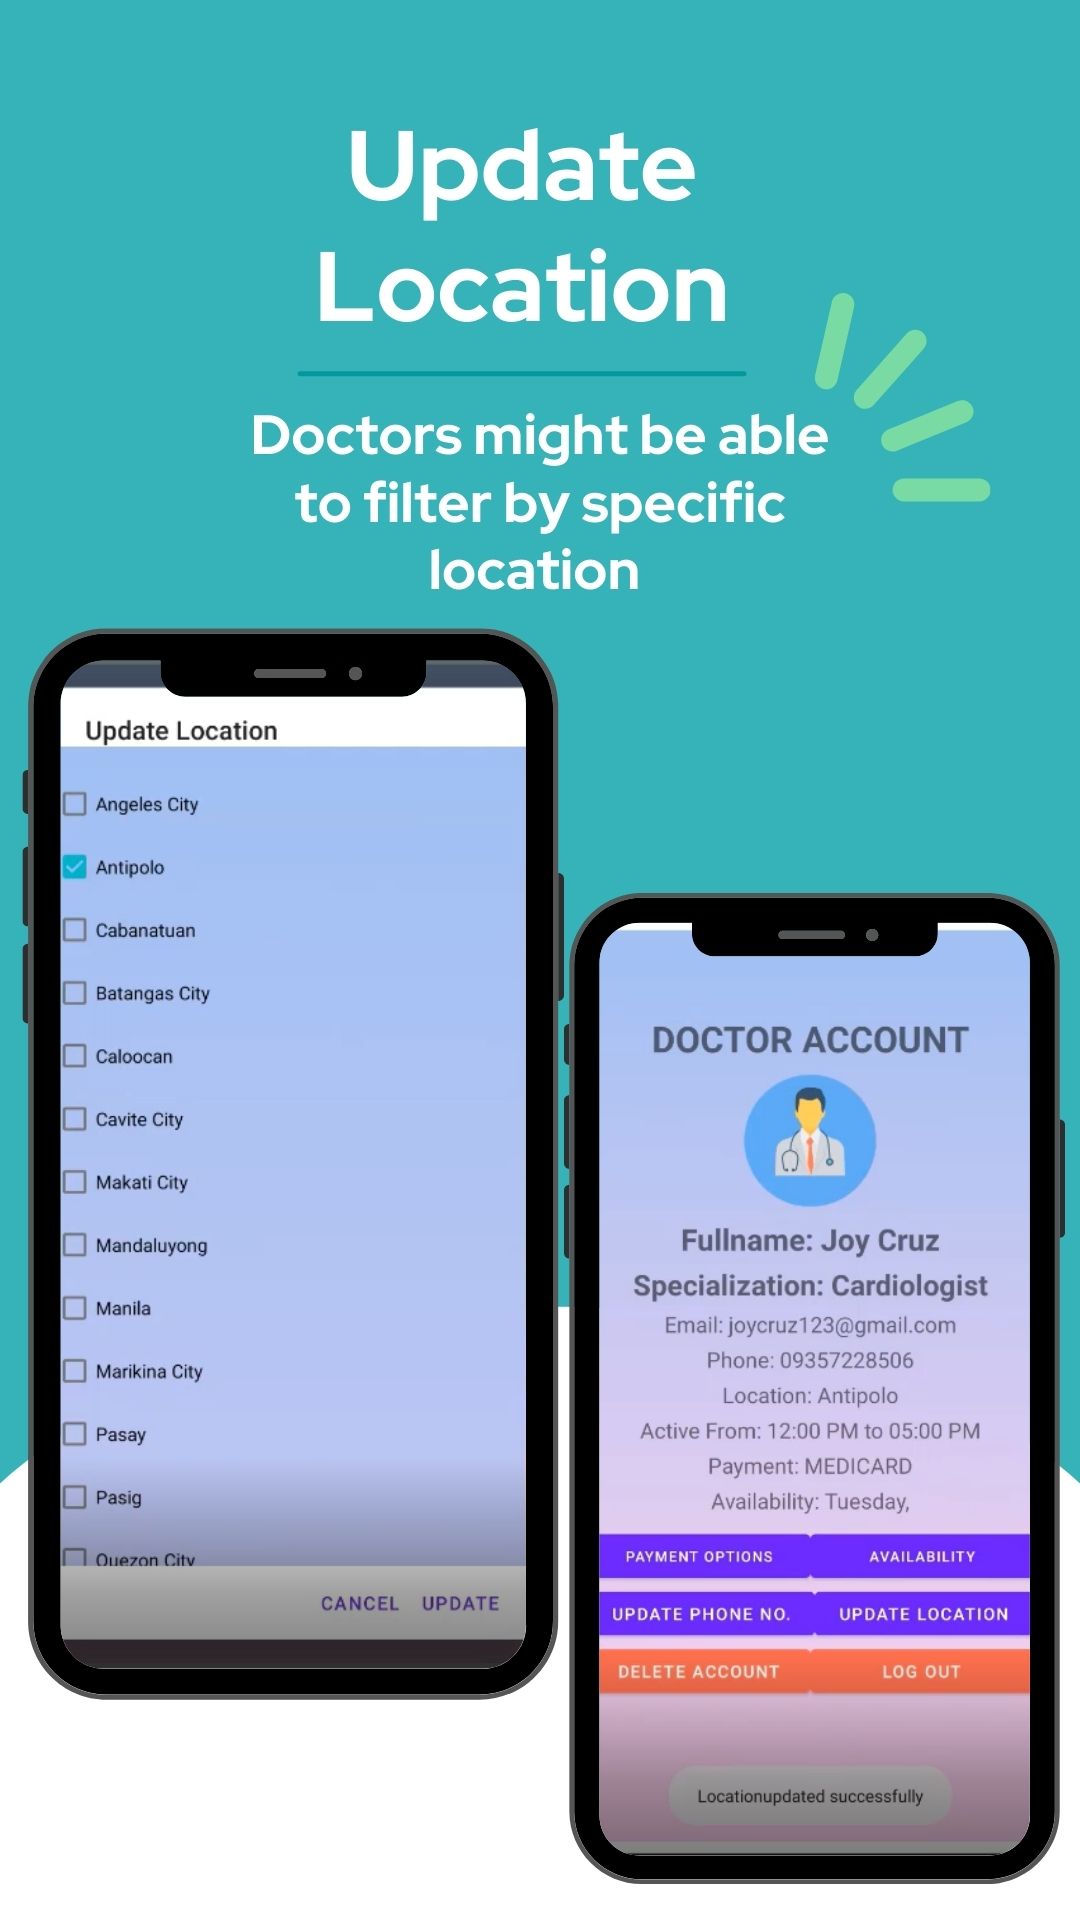 Update
Location
Doctors might be able
to filter by specific
location
Update Location
Angeles City
Antipolo
Cabanatuan
Batangas City
Caloocan
Cavite City
Makati City
Mandaluyong
Manila
Marikina City
Pasay
Pasig
Quezon City
CANCEL UPDATE
DOCTOR ACCOUNT
Fullname: Joy Cruz
Specialization: Cardiologist
Email: joycruz123@gmail.com
Phone: 09357228506
Location: Antipolo
Active From: 12:00 PM to 05:00 PM
Payment: MEDICARD
Availability: Tuesday,
PAYMENT OPTIONS AVAILABILITY
UPDATE PHONE NO. UPDATE LOCATION
DELETE ACCOUNT LOG OUT
Locationupdated successfully